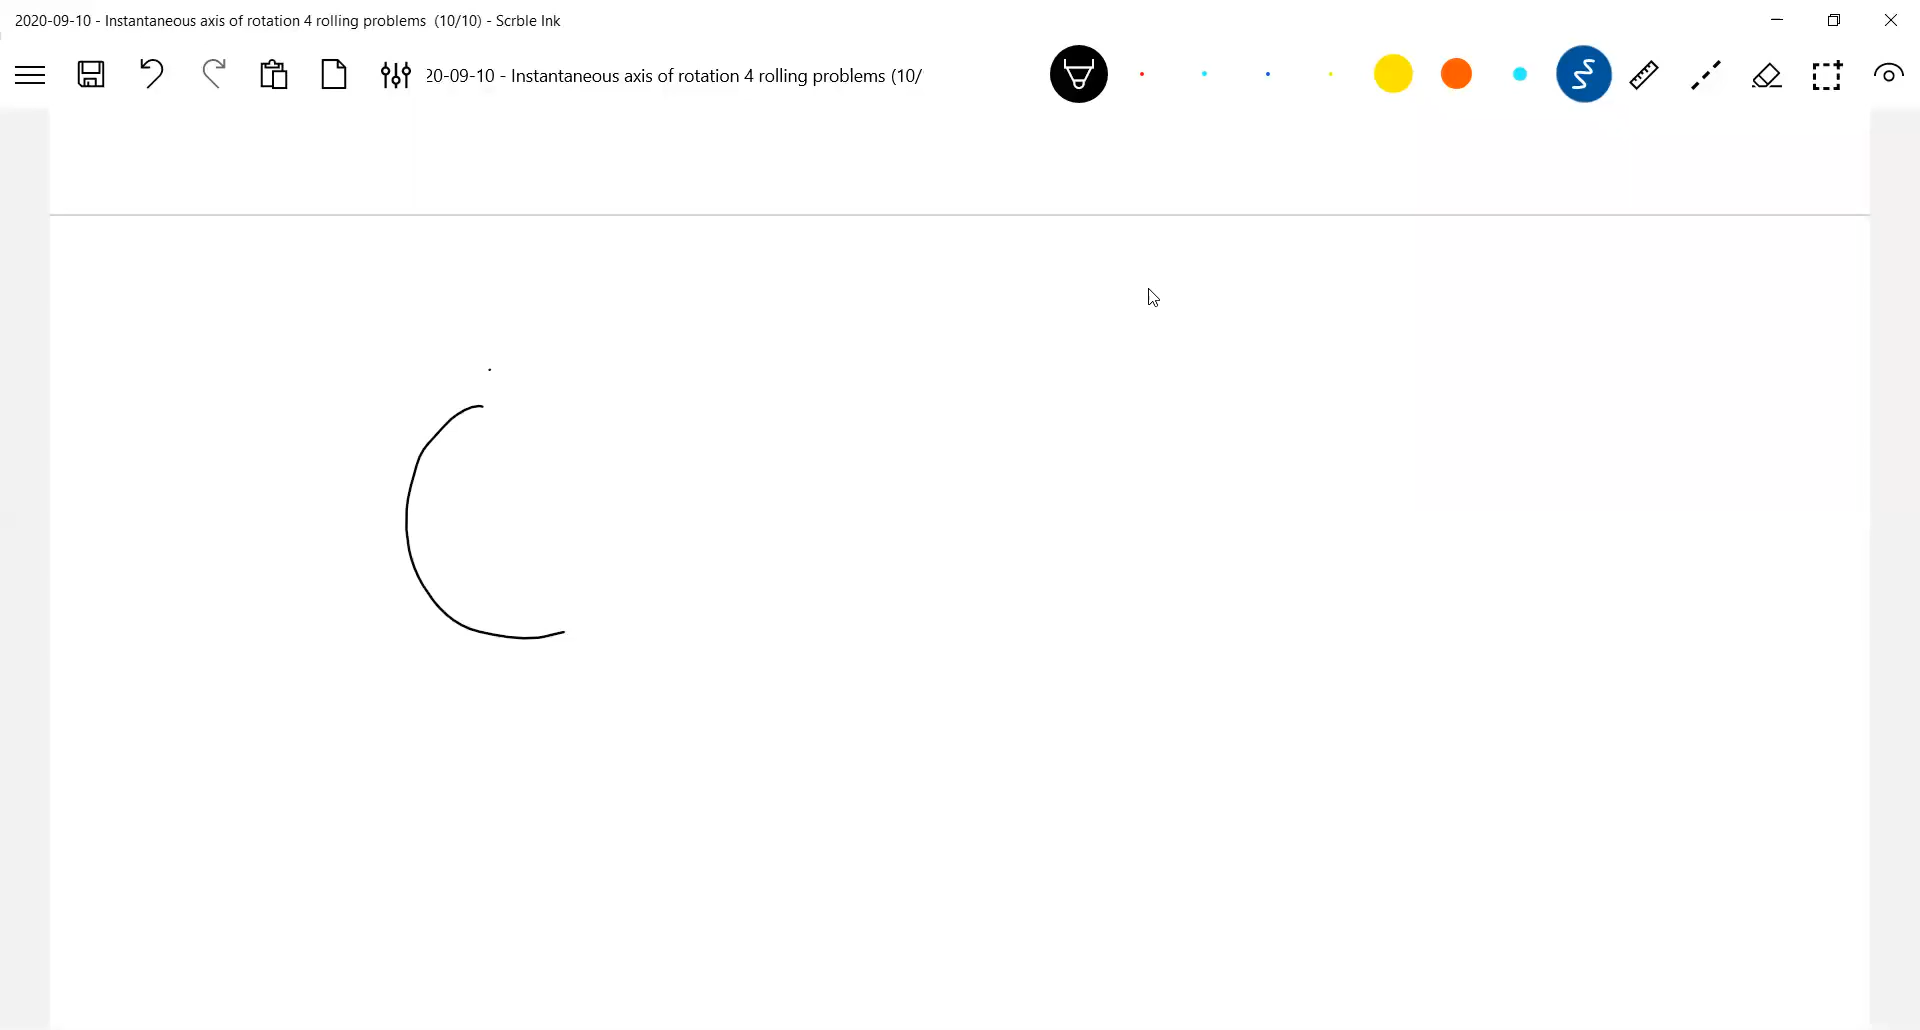 2020-09-10 - Instantaneous axis of rotation 4 rolling problems (10/10) - Scrble Ink
20-09-10 - Instantaneous axis of rotation 4 rolling problems (10/